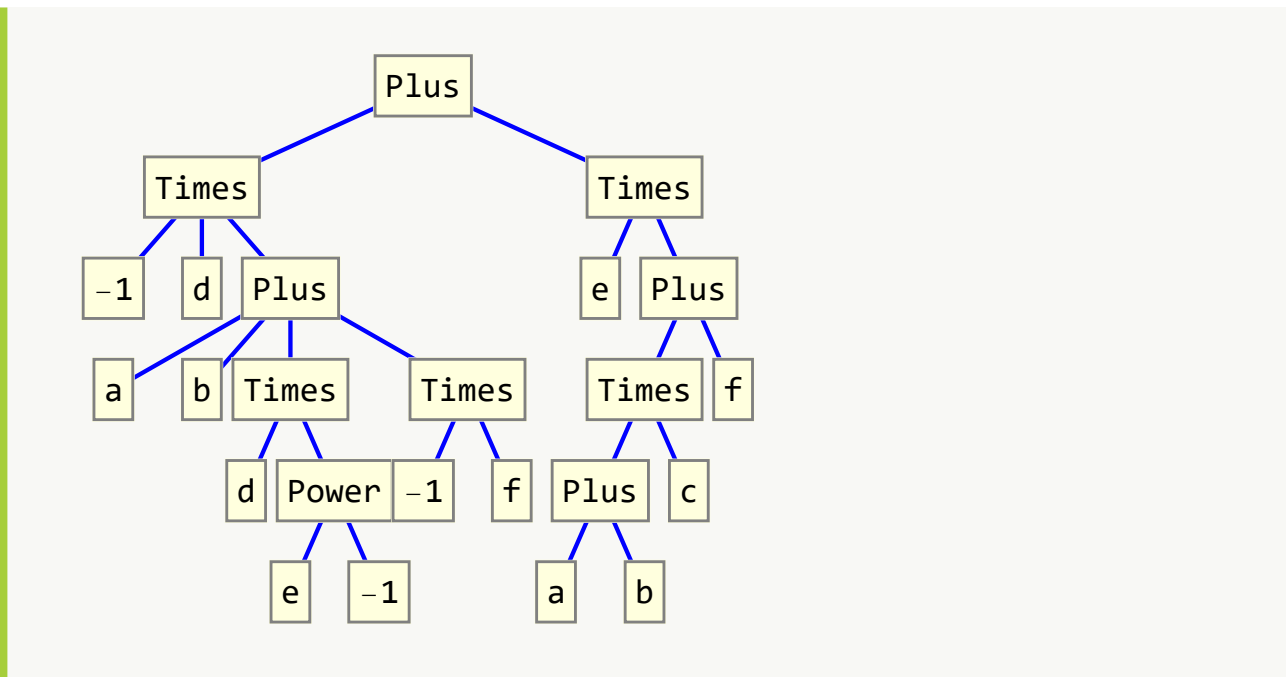 Plus
Times Times
−1 d Plus e Plus
a b Times Times Times f
d Power −1 f Plus c
e −1 a b